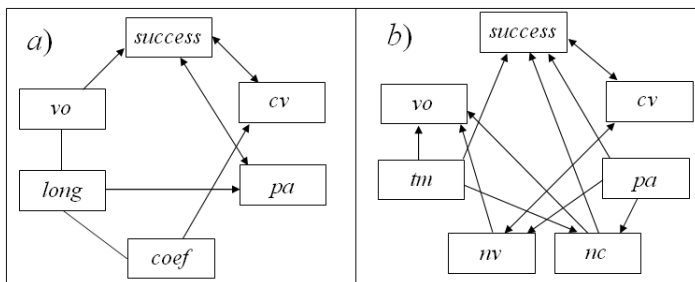 a)
success
vo
cv
long
pa
coef
b)
success
vo
cv
tm
pa
nv
nc